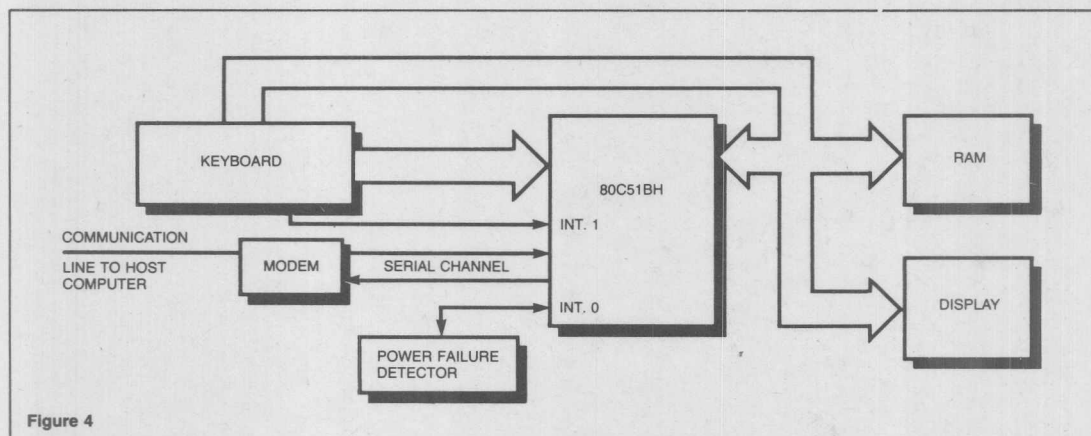 KEYBOARD
80C51BH
RAM
INT. 1
COMMUNICATION
LINE TO HOST
COMPUTER
MODEM
SERIAL CHANNEL
INT. 0
DISPLAY
POWER FAILURE
DETECTOR
Figure 4